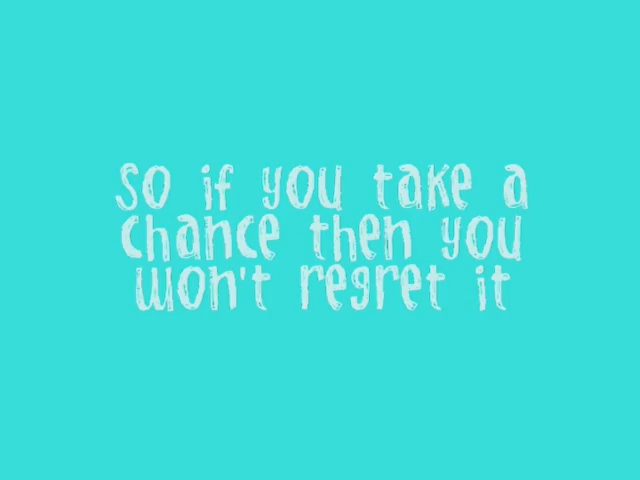 So if you take a
chance then you
won't regret it